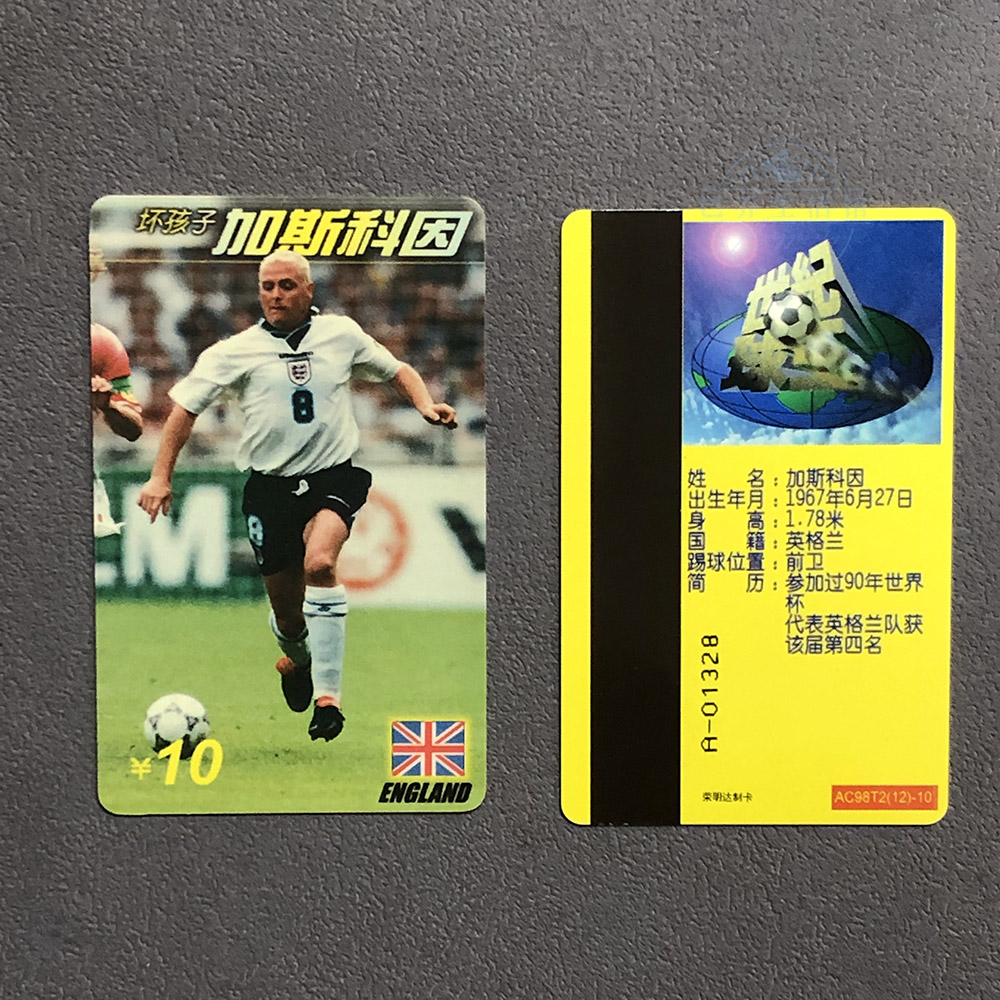 坏孩子 加斯科因
8
8
M
¥10
ENGLAND
世纪
姓 名：加斯科因
出生年月：1967年6月27日
身 高：1.78米
国 籍：英格兰
踢球位置：前卫
简 历：参加过90年世界
杯
代表英格兰队获
该届第四名
A-01328
荣明达制卡
AC98T2(12)-10